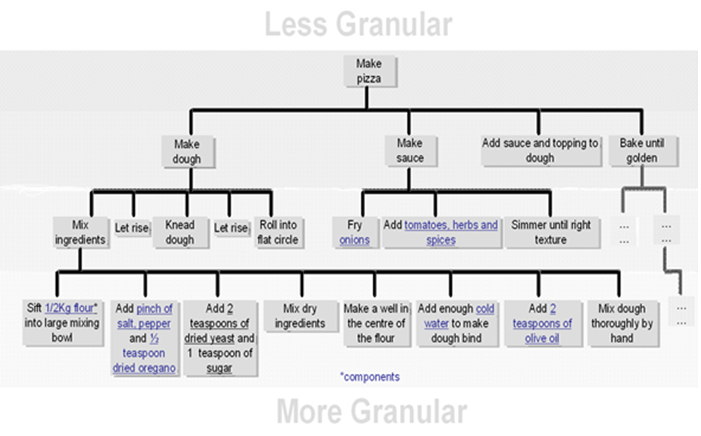 Less Granular
Make
pizza
Make
dough
Make
sauce
Add sauce and topping to
dough
Bake until
golden
Mix
ingredients
Let rise
Knead
dough
Let rise
Roll into
flat circle
Fry
onions
Add tomatoes, herbs and
spices
Simmer until right
texture
...
...
...
...
Sift 1/2Kg flour*
into large mixing
bowl
Add pinch of
salt, pepper
and ½
teaspoon
dried oregano
Add 2
teaspoons of
dried yeast and
1 teaspoon of
sugar
Mix dry
ingredients
Make a well in
the centre of
the flour
Add enough cold
water to make
dough bind
Add 2
teaspoons of
olive oil
Mix dough
thoroughly by
hand
...
...
*components
More Granular